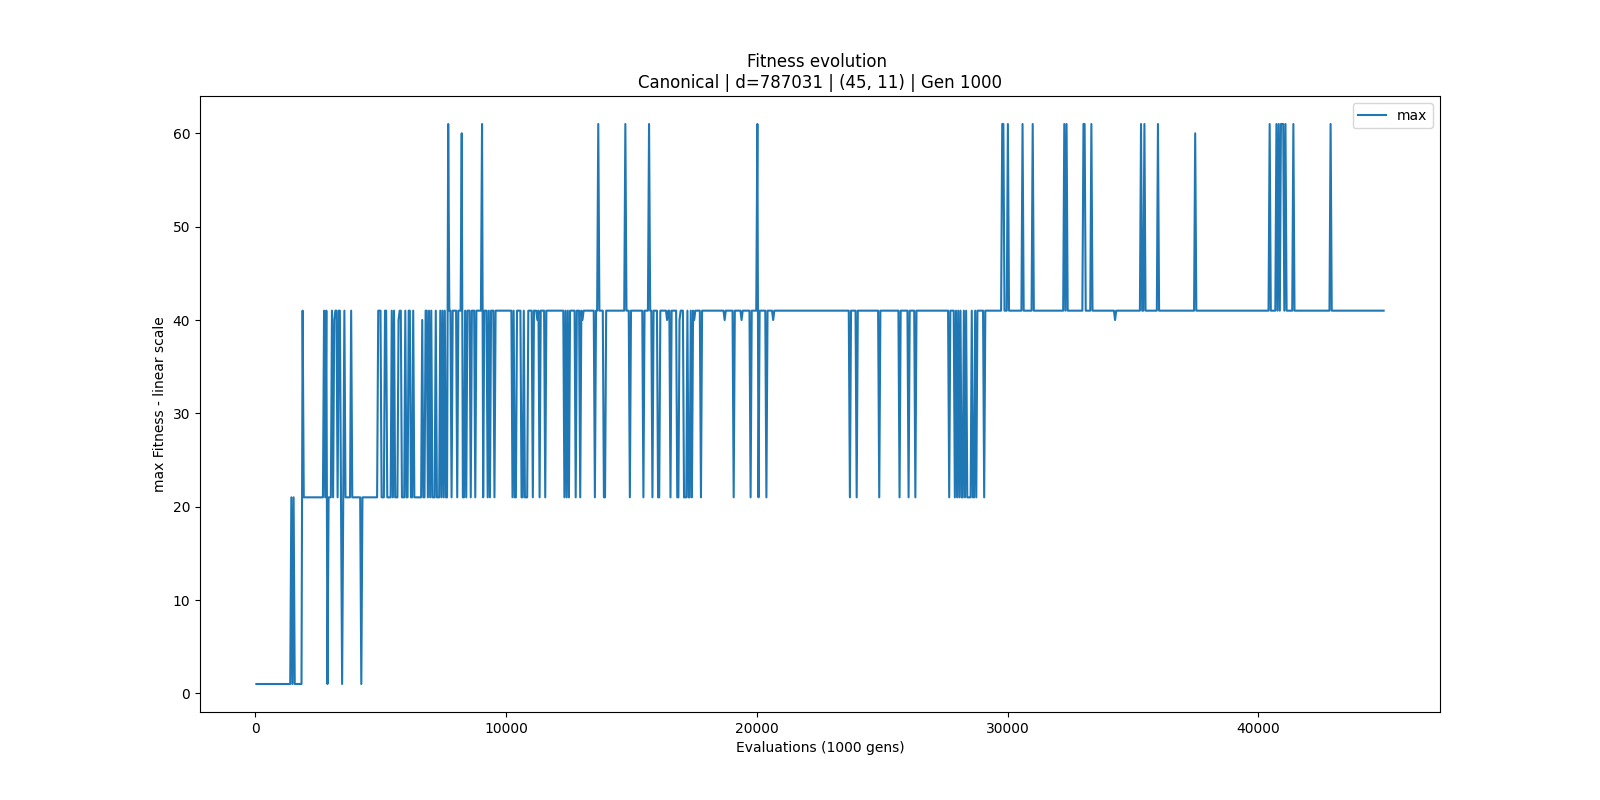 Fitness evolution
Canonical | d=787031 | (45, 11) | Gen 1000
max
max Fitness - linear scale
60
50
40
30
20
10
0
0 10000 20000 30000 40000
Evaluations (1000 gens)